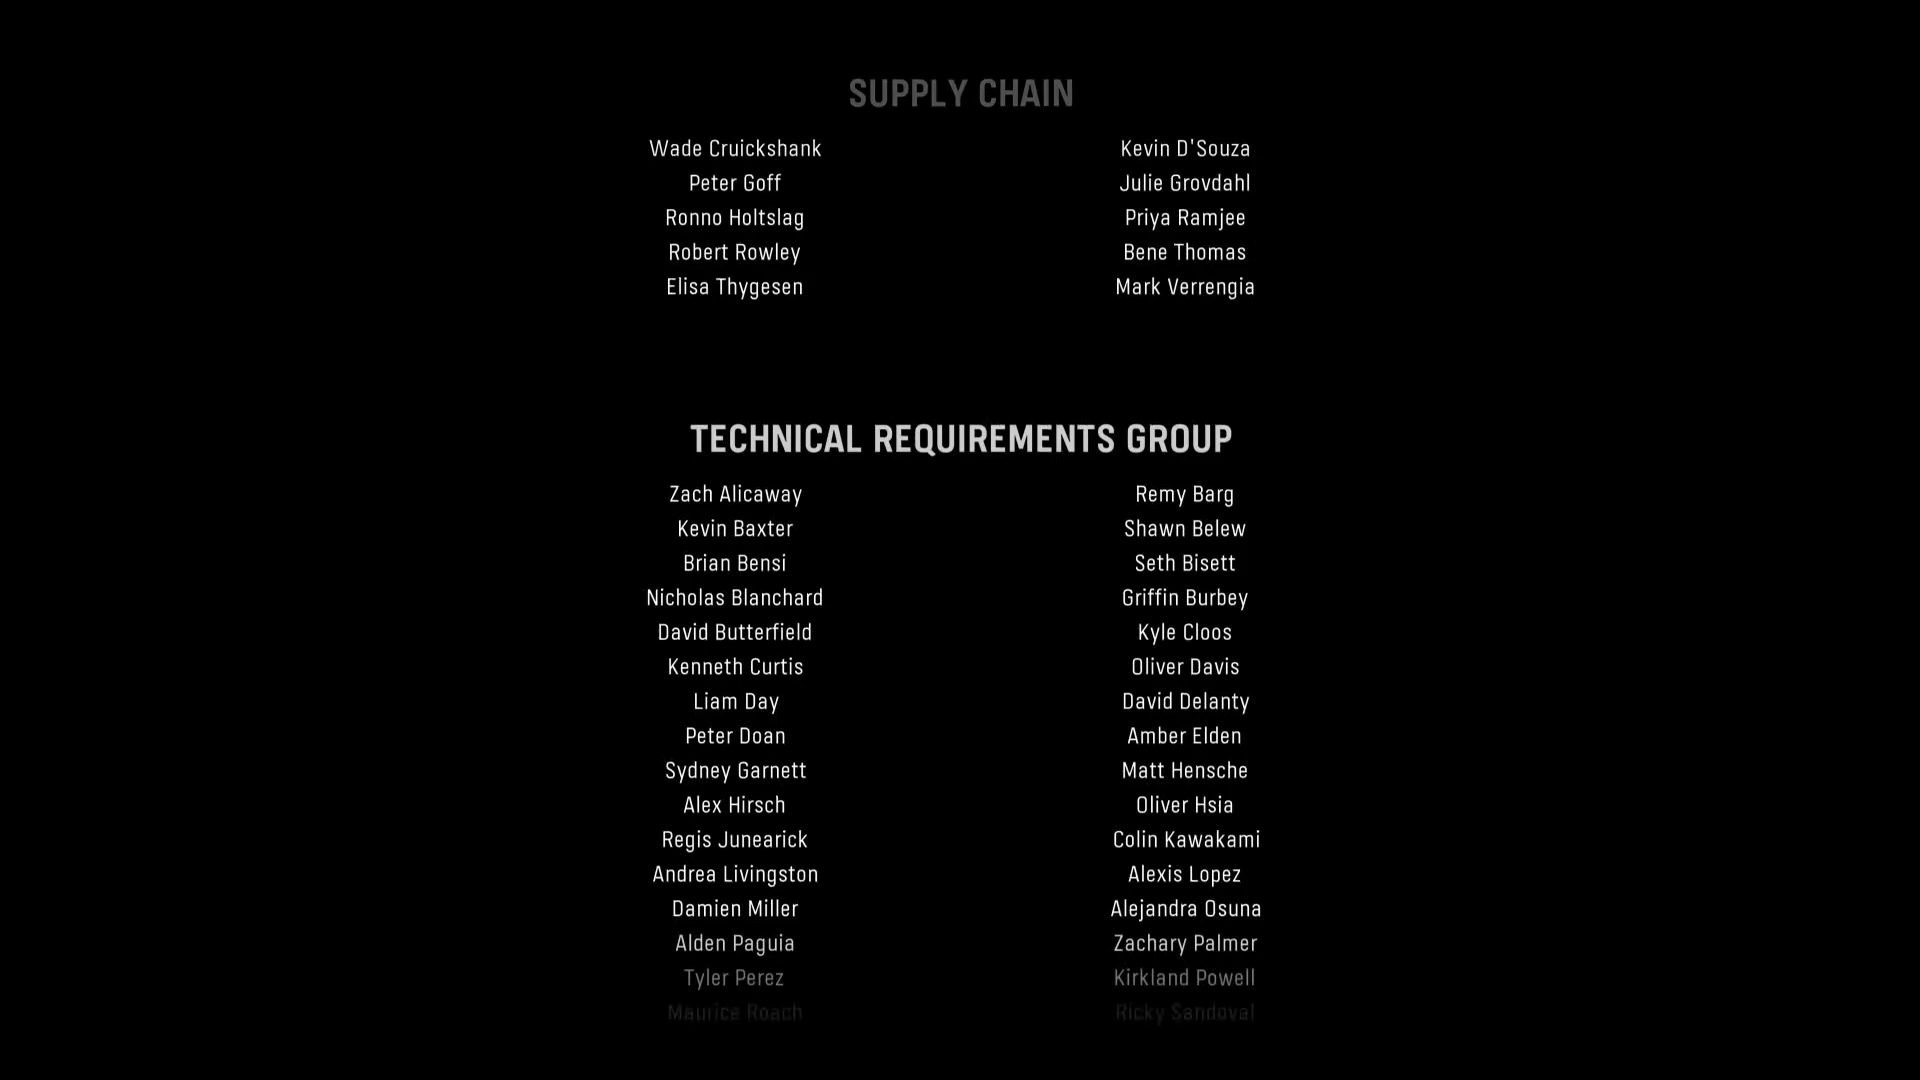 SUPPLY CHAIN
Wade Cruickshank Kevin D'Souza
Peter Goff Julie Grovdahl
Ronno Holtslag Priya Ramjee
Robert Rowley Bene Thomas
Elisa Thygesen Mark Verrengia
TECHNICAL REQUIREMENTS GROUP
Zach Alicaway Remy Barg
Kevin Baxter Shawn Belew
Brian Bensi Seth Bisett
Nicholas Blanchard Griffin Burbey
David Butterfield Kyle Cloos
Kenneth Curtis Oliver Davis
Liam Day David Delanty
Peter Doan Amber Elden
Sydney Garnett Matt Hensche
Alex Hirsch Oliver Hsia
Regis Junearick Colin Kawakami
Andrea Livingston Alexis Lopez
Damien Miller Alejandra Osuna
Alden Paguia Zachary Palmer
Tyler Perez Kirkland Powell
Maurice Roach Ricky Sandoval